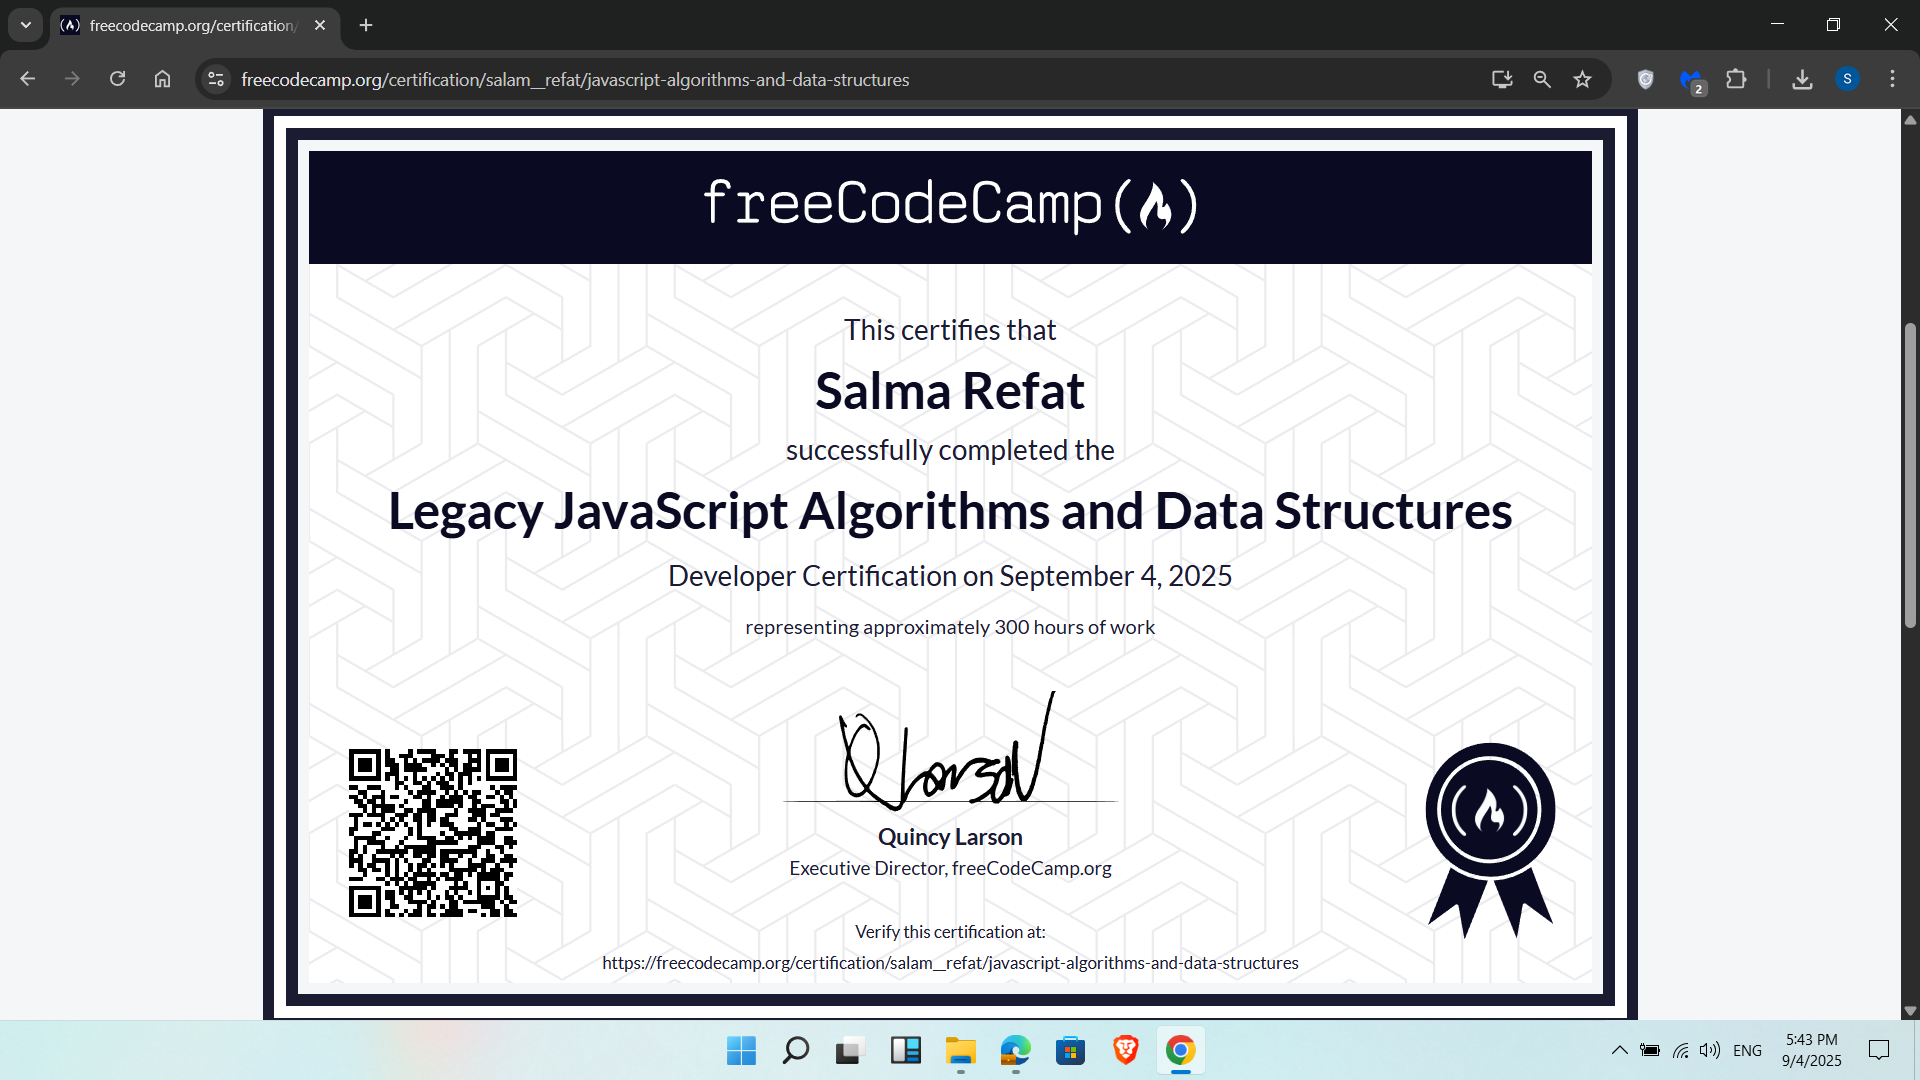 freecodecamp.org/certification/
freecodecamp.org/certification/salam__refat/javascript-algorithms-and-data-structures
2
S
freeCodeCamp
This certifies that
Salma Refat
successfully completed the
Legacy JavaScript Algorithms and Data Structures
Developer Certification on September 4, 2025
representing approximately 300 hours of work
Quincy Larson
Executive Director, freeCodeCamp.org
Verify this certification at:
https://freecodecamp.org/certification/salam__refat/javascript-algorithms-and-data-structures
ENG
5:43 PM
9/4/2025